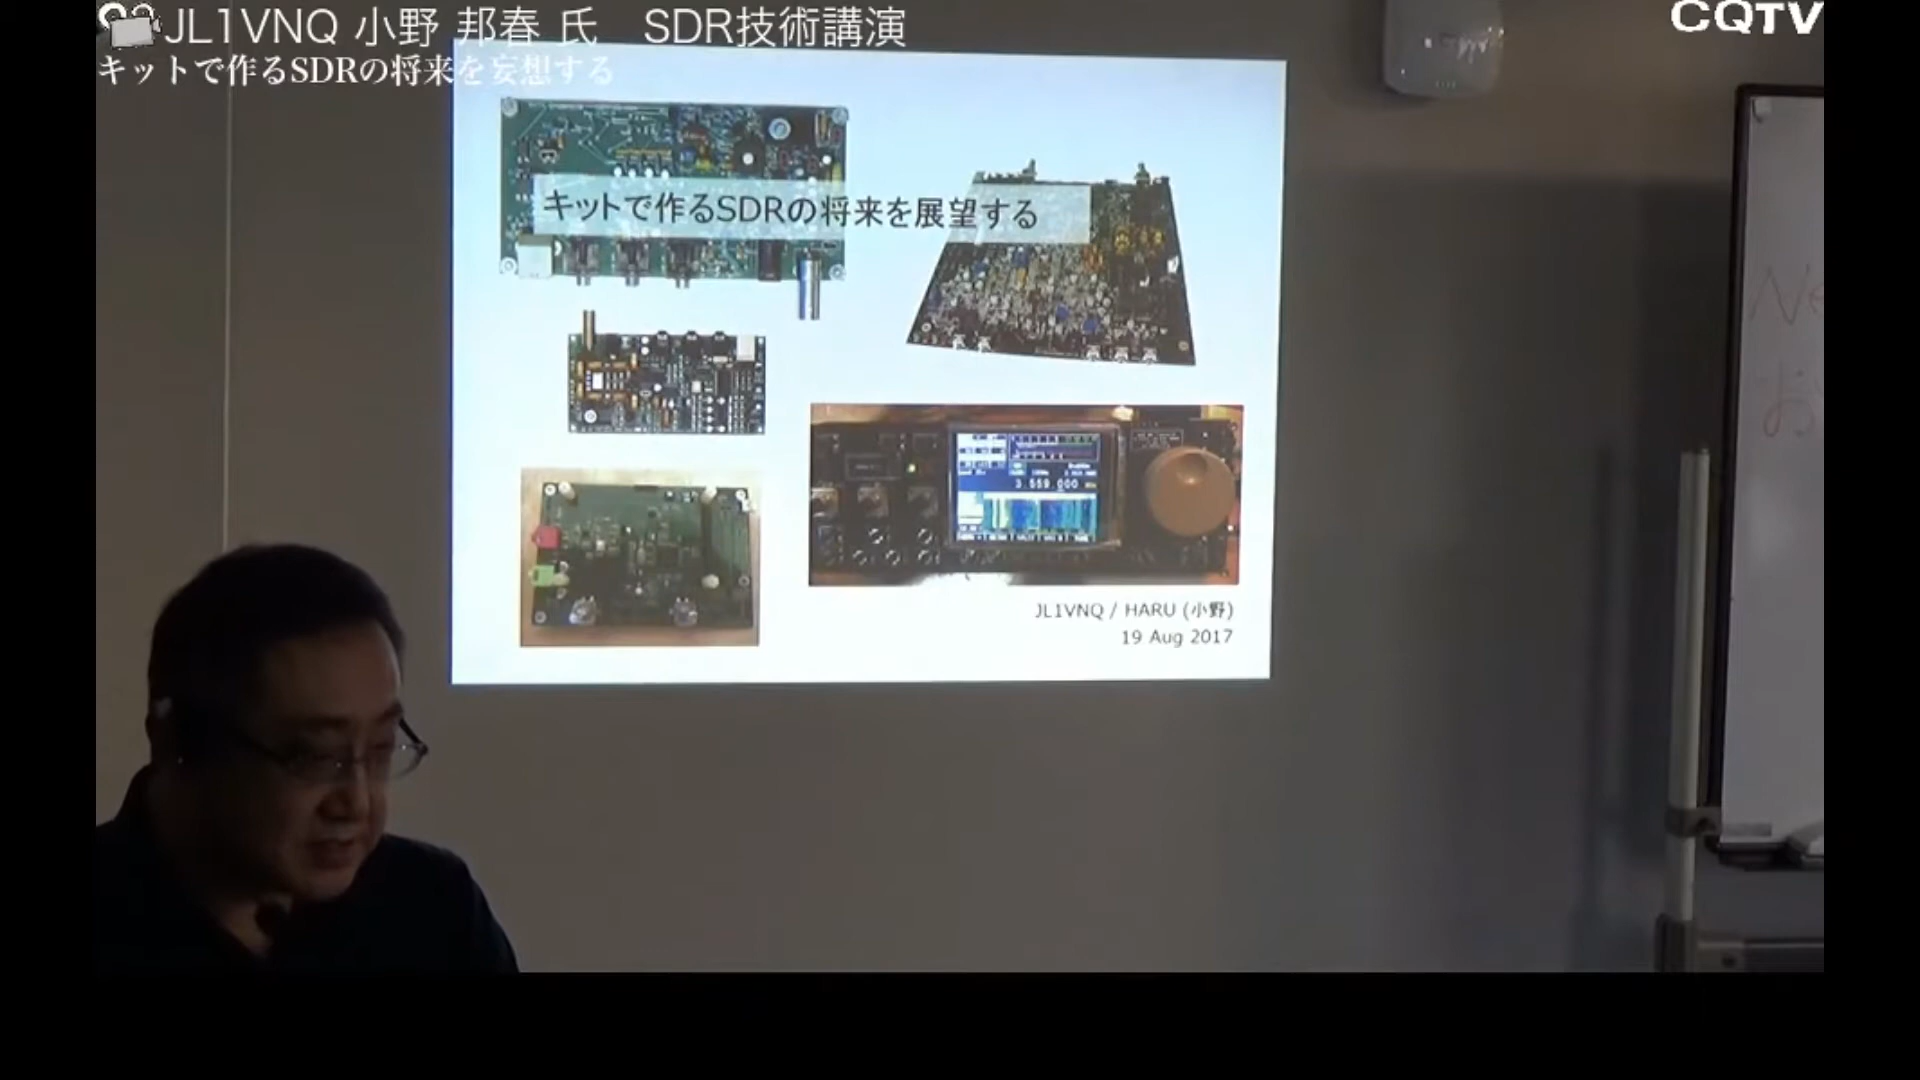 JL1VNQ 小野 邦春 氏　SDR技術講演
CQTV
キットで作るSDRの将来を妄想する
キットで作るSDRの将来を展望する
3.559.000
JL1VNQ / HARU (小野)
19 Aug 2017
Ne
お